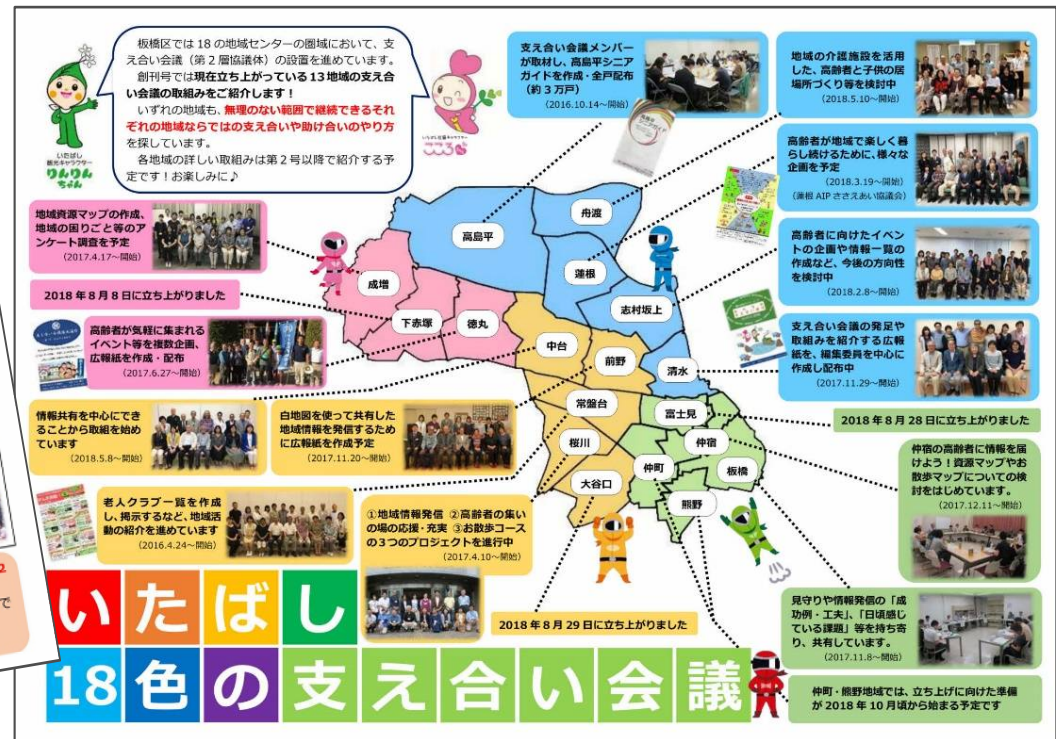 板橋区では 18 の地域センターの圏域において、支
え合い会議(第2層協議体)の設置を進めています。
創刊号では現在立ち上がっている13地域の支え合
い会議の取組みをご紹介します!
いずれの地域も、無理のない範囲で継続できるそれ
ぞれの地域ならではの支え合いや助け合いのやり方
を探しています。
各地域の詳しい取組みは第2号以降で紹介する予
定です!お楽しみに♪
いたばし
観光キャラクター
りんりん
ちゃん
支え合い会議メンバー
が取材し、高島平シニア
ガイドを作成・全戸配布
(約3万戸)
(2016.10.14~開始)
地域の介護施設を活用
した、高齢者と子供の居
場所づくり等を検討中
(2018.5.10~開始)
高齢者が地域で楽しく暮
らし続けるために、様々な
企画を予定
(2018.3.19~開始)
(蓮根 AIP ささえあい協議会)
高齢者に向けたイベン
トの企画や情報一覧の
作成など、今後の方向性
を検討中
(2018.2.8~開始)
支え合い会議の発足や
取組みを紹介する広報
紙を、編集委員を中心に
作成し配布中
(2017.11.29~開始)
地域資源マップの作成、
地域の困りごと等のア
ンケート調査を予定
(2017.4.17~開始)
2018年8月8日に立ち上がりました
高齢者が気軽に集まれる
イベント等を複数企画、
広報紙を作成・配布
(2017.6.27~開始)
情報共有を中心にでき
ることから取組を始め
ています
(2018.5.8~開始)
白地図を使って共有した
地域情報を発信するため
に広報紙を作成予定
(2017.11.20~開始)
老人クラブ一覧を作成
し、掲示するなど、地域活
動の紹介を進めています
(2016.4.24~開始)
①地域情報発信 ②高齢者の集い
の場の応援・充実 ③お散歩コース
の3つのプロジェクトを進行中
(2017.4.10~開始)
2018年8月29日に立ち上がりました
高島平
舟渡
蓮根
志村坂上
成増
下赤塚
徳丸
中台
前野
清水
常盤台
富士見
桜川
仲宿
仲町
板橋
大谷口
熊野
2018年8月28日に立ち上がりました
仲宿の高齢者に情報を届
けよう!資源マップやお
散歩マップについての検
討をはじめています。
(2017.12.11~開始)
見守りや情報発信の「成
功例・工夫」、「日頃感じ
ている課題」等を持ち寄
り、共有しています。
(2017.11.8~開始)
仲町・熊野地域では、立ち上げに向けた準備
が2018年10月頃から始まる予定です
いたばし
18色の支え合い会議
で